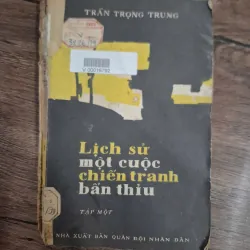 TRẦN TRỌNG TRUNG
Lịch sử
một cuộc
chiến tranh
bẩn thỉu
TẬP MỘT
NHÀ XUẤT BẢN QUÂN ĐỘI NHÂN DÂN